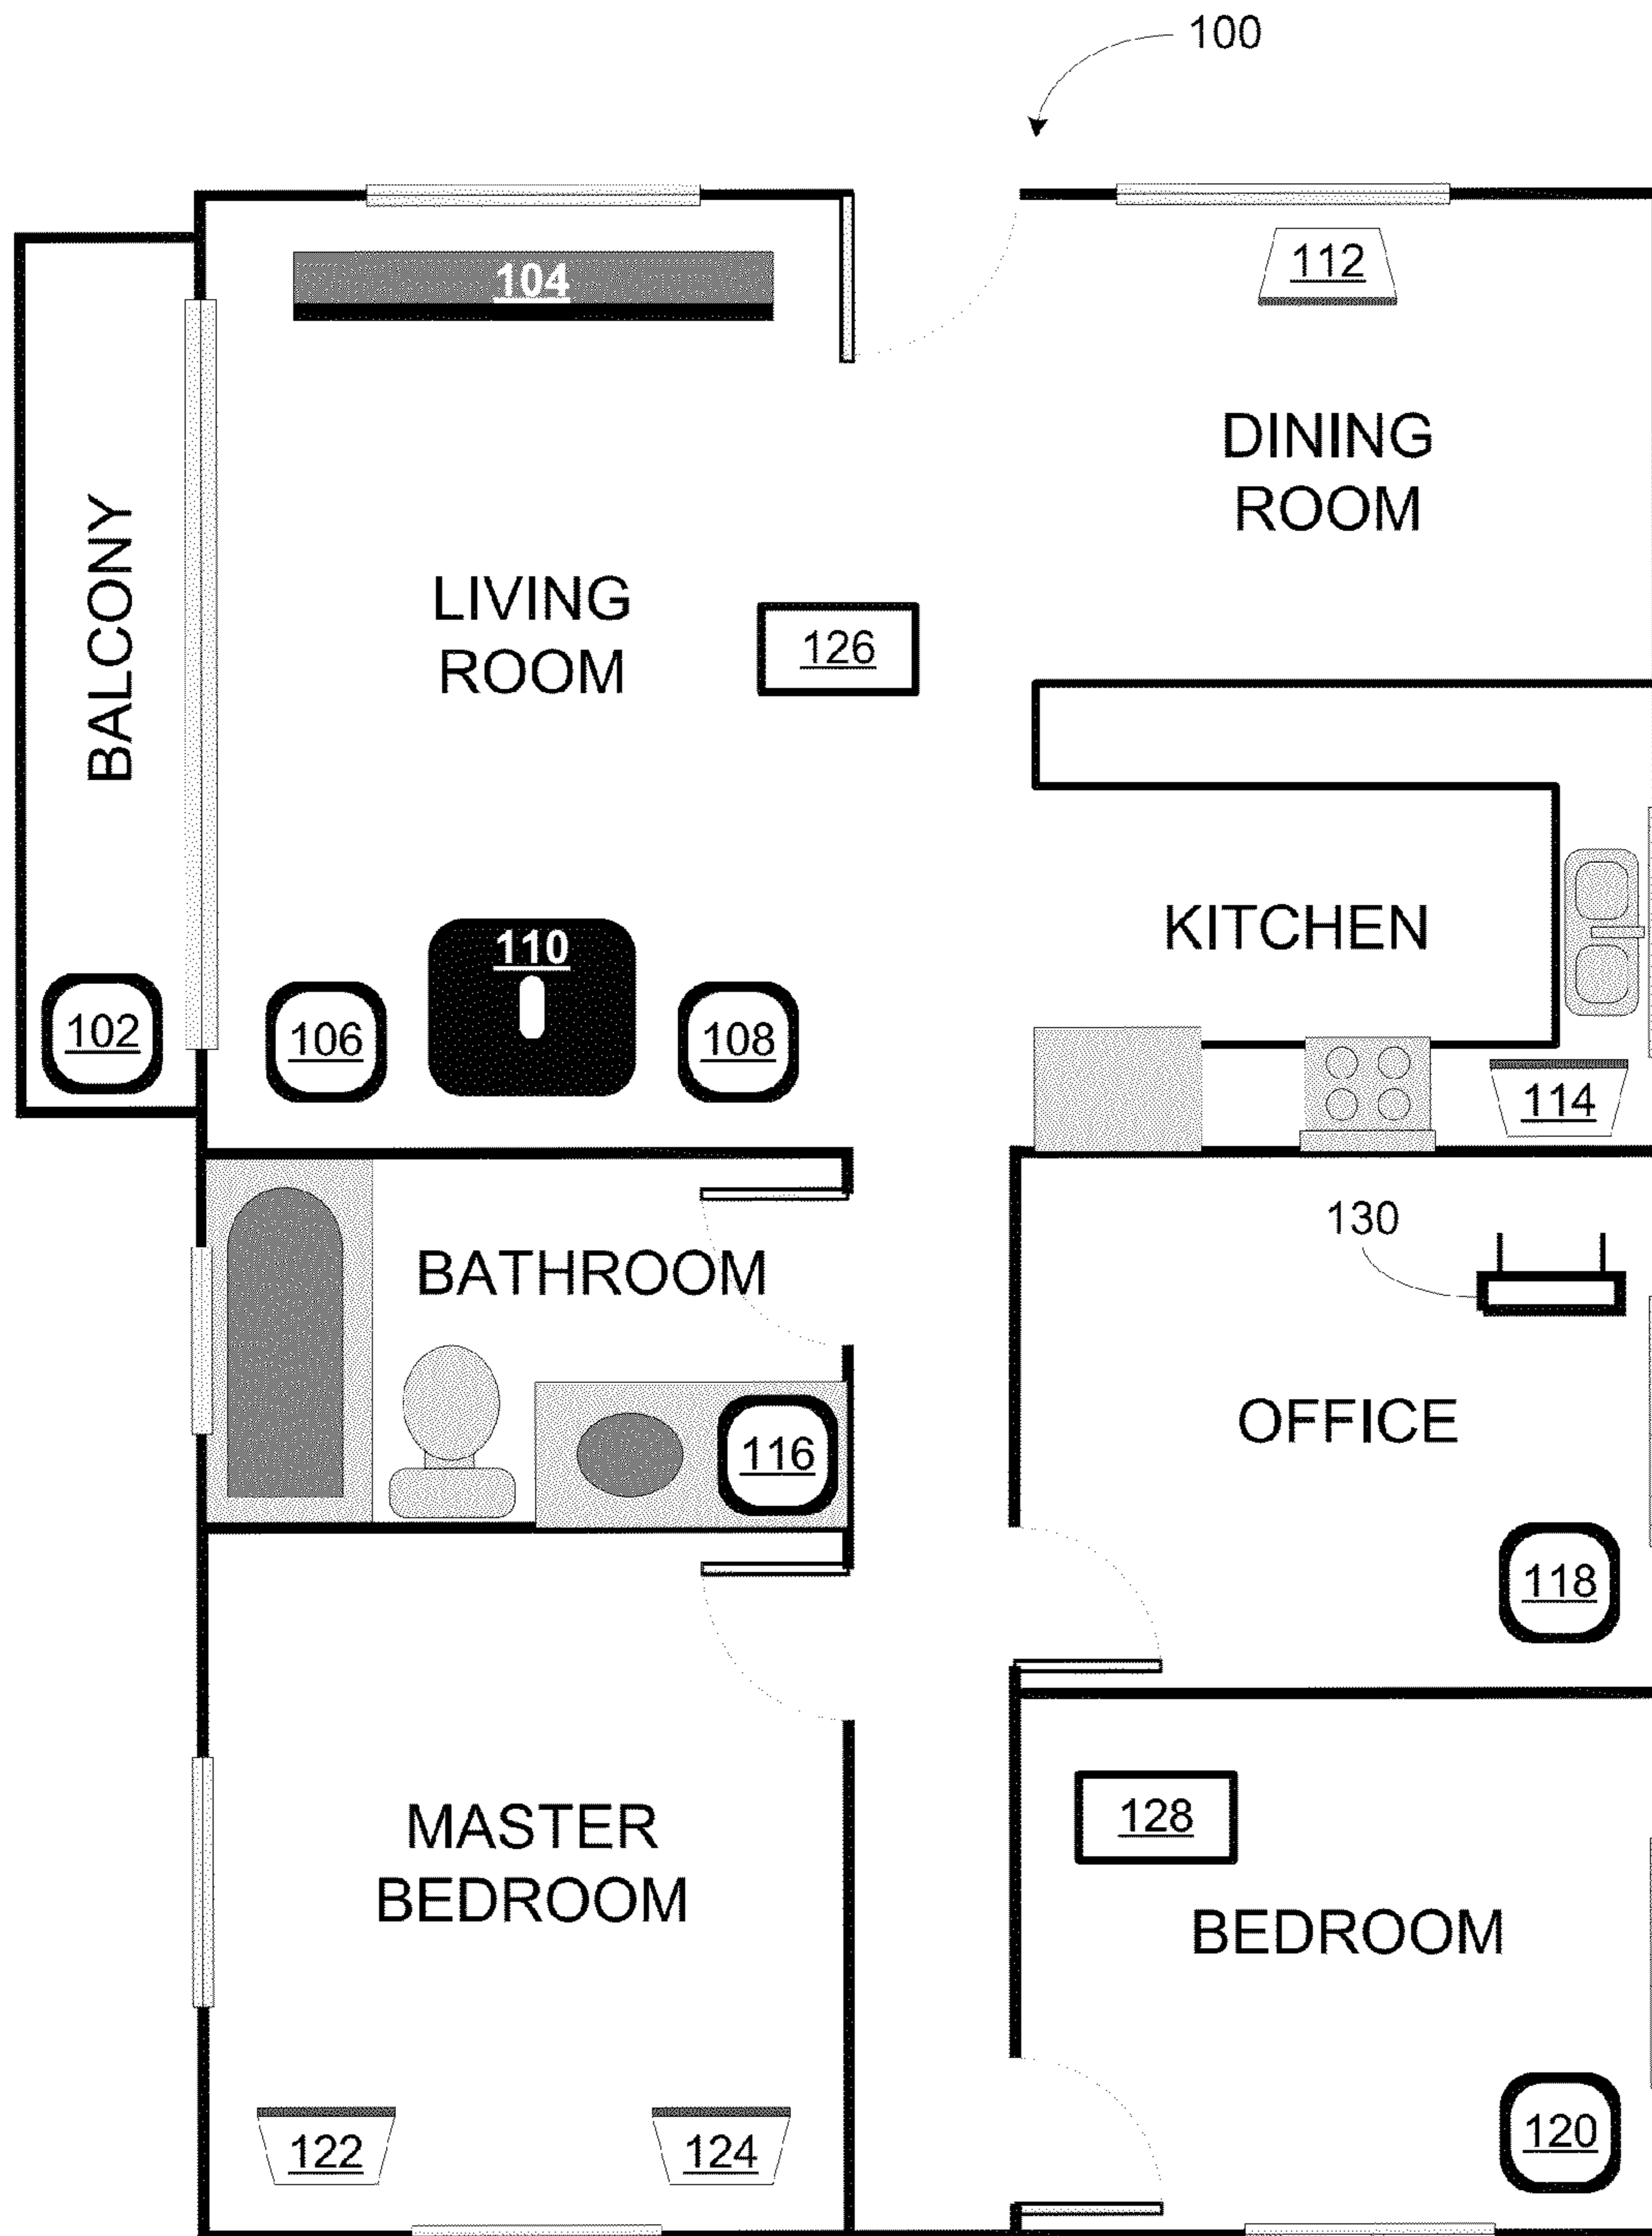 100
104
112
DINING
ROOM
BALCONY
LIVING
ROOM
126
KITCHEN
110
102
106
108
114
130
BATHROOM
OFFICE
116
118
MASTER
BEDROOM
128
BEDROOM
122
124
120